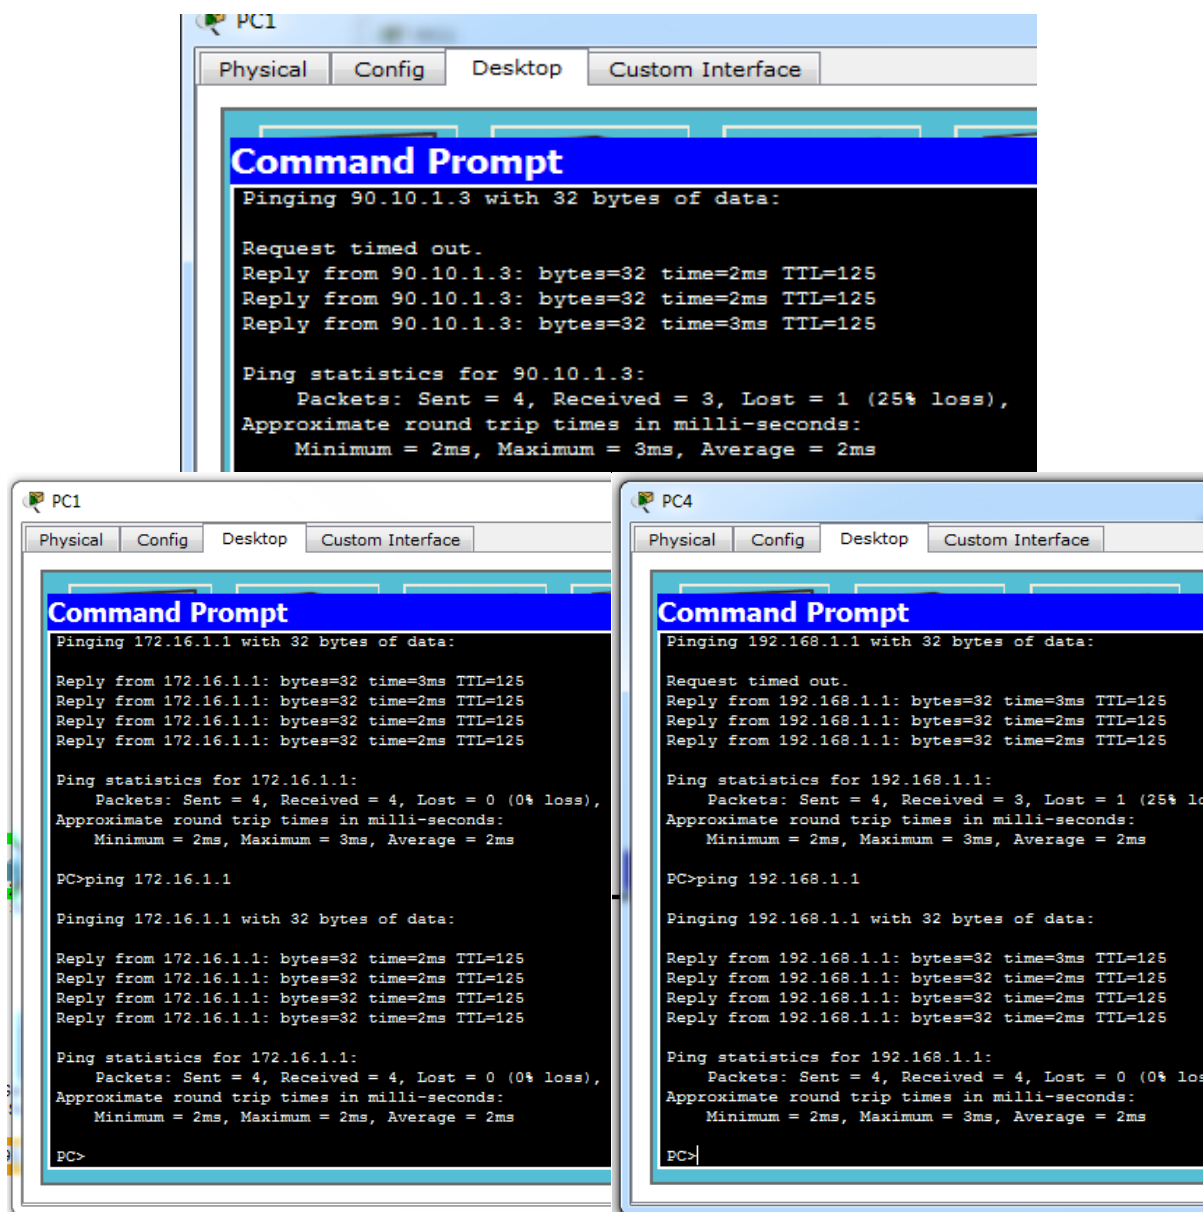 PC1
Physical Config Desktop Custom Interface
Command Prompt
Pinging 90.10.1.3 with 32 bytes of data:
Request timed out.
Reply from 90.10.1.3: bytes=32 time=2ms TTL=125
Reply from 90.10.1.3: bytes=32 time=2ms TTL=125
Reply from 90.10.1.3: bytes=32 time=3ms TTL=125
Ping statistics for 90.10.1.3:
Packets: Sent = 4, Received = 3, Lost = 1 (25% loss),
Approximate round trip times in milli-seconds:
Minimum = 2ms, Maximum = 3ms, Average = 2ms
PC1
Physical Config Desktop Custom Interface
Command Prompt
Pinging 172.16.1.1 with 32 bytes of data:
Reply from 172.16.1.1: bytes=32 time=3ms TTL=125
Reply from 172.16.1.1: bytes=32 time=2ms TTL=125
Reply from 172.16.1.1: bytes=32 time=2ms TTL=125
Reply from 172.16.1.1: bytes=32 time=2ms TTL=125
Ping statistics for 172.16.1.1:
Packets: Sent = 4, Received = 4, Lost = 0 (0% loss),
Approximate round trip times in milli-seconds:
Minimum = 2ms, Maximum = 3ms, Average = 2ms
PC>ping 172.16.1.1
Pinging 172.16.1.1 with 32 bytes of data:
Reply from 172.16.1.1: bytes=32 time=2ms TTL=125
Reply from 172.16.1.1: bytes=32 time=2ms TTL=125
Reply from 172.16.1.1: bytes=32 time=2ms TTL=125
Reply from 172.16.1.1: bytes=32 time=2ms TTL=125
Ping statistics for 172.16.1.1:
Packets: Sent = 4, Received = 4, Lost = 0 (0% loss),
Approximate round trip times in milli-seconds:
Minimum = 2ms, Maximum = 2ms, Average = 2ms
PC>
PC4
Physical Config Desktop Custom Interface
Command Prompt
Pinging 192.168.1.1 with 32 bytes of data:
Request timed out.
Reply from 192.168.1.1: bytes=32 time=3ms TTL=125
Reply from 192.168.1.1: bytes=32 time=2ms TTL=125
Reply from 192.168.1.1: bytes=32 time=2ms TTL=125
Ping statistics for 192.168.1.1:
Packets: Sent = 4, Received = 3, Lost = 1 (25% lo
Approximate round trip times in milli-seconds:
Minimum = 2ms, Maximum = 3ms, Average = 2ms
PC>ping 192.168.1.1
Pinging 192.168.1.1 with 32 bytes of data:
Reply from 192.168.1.1: bytes=32 time=3ms TTL=125
Reply from 192.168.1.1: bytes=32 time=2ms TTL=125
Reply from 192.168.1.1: bytes=32 time=2ms TTL=125
Reply from 192.168.1.1: bytes=32 time=2ms TTL=125
Ping statistics for 192.168.1.1:
Packets: Sent = 4, Received = 4, Lost = 0 (0% los
Approximate round trip times in milli-seconds:
Minimum = 2ms, Maximum = 3ms, Average = 2ms
PC>